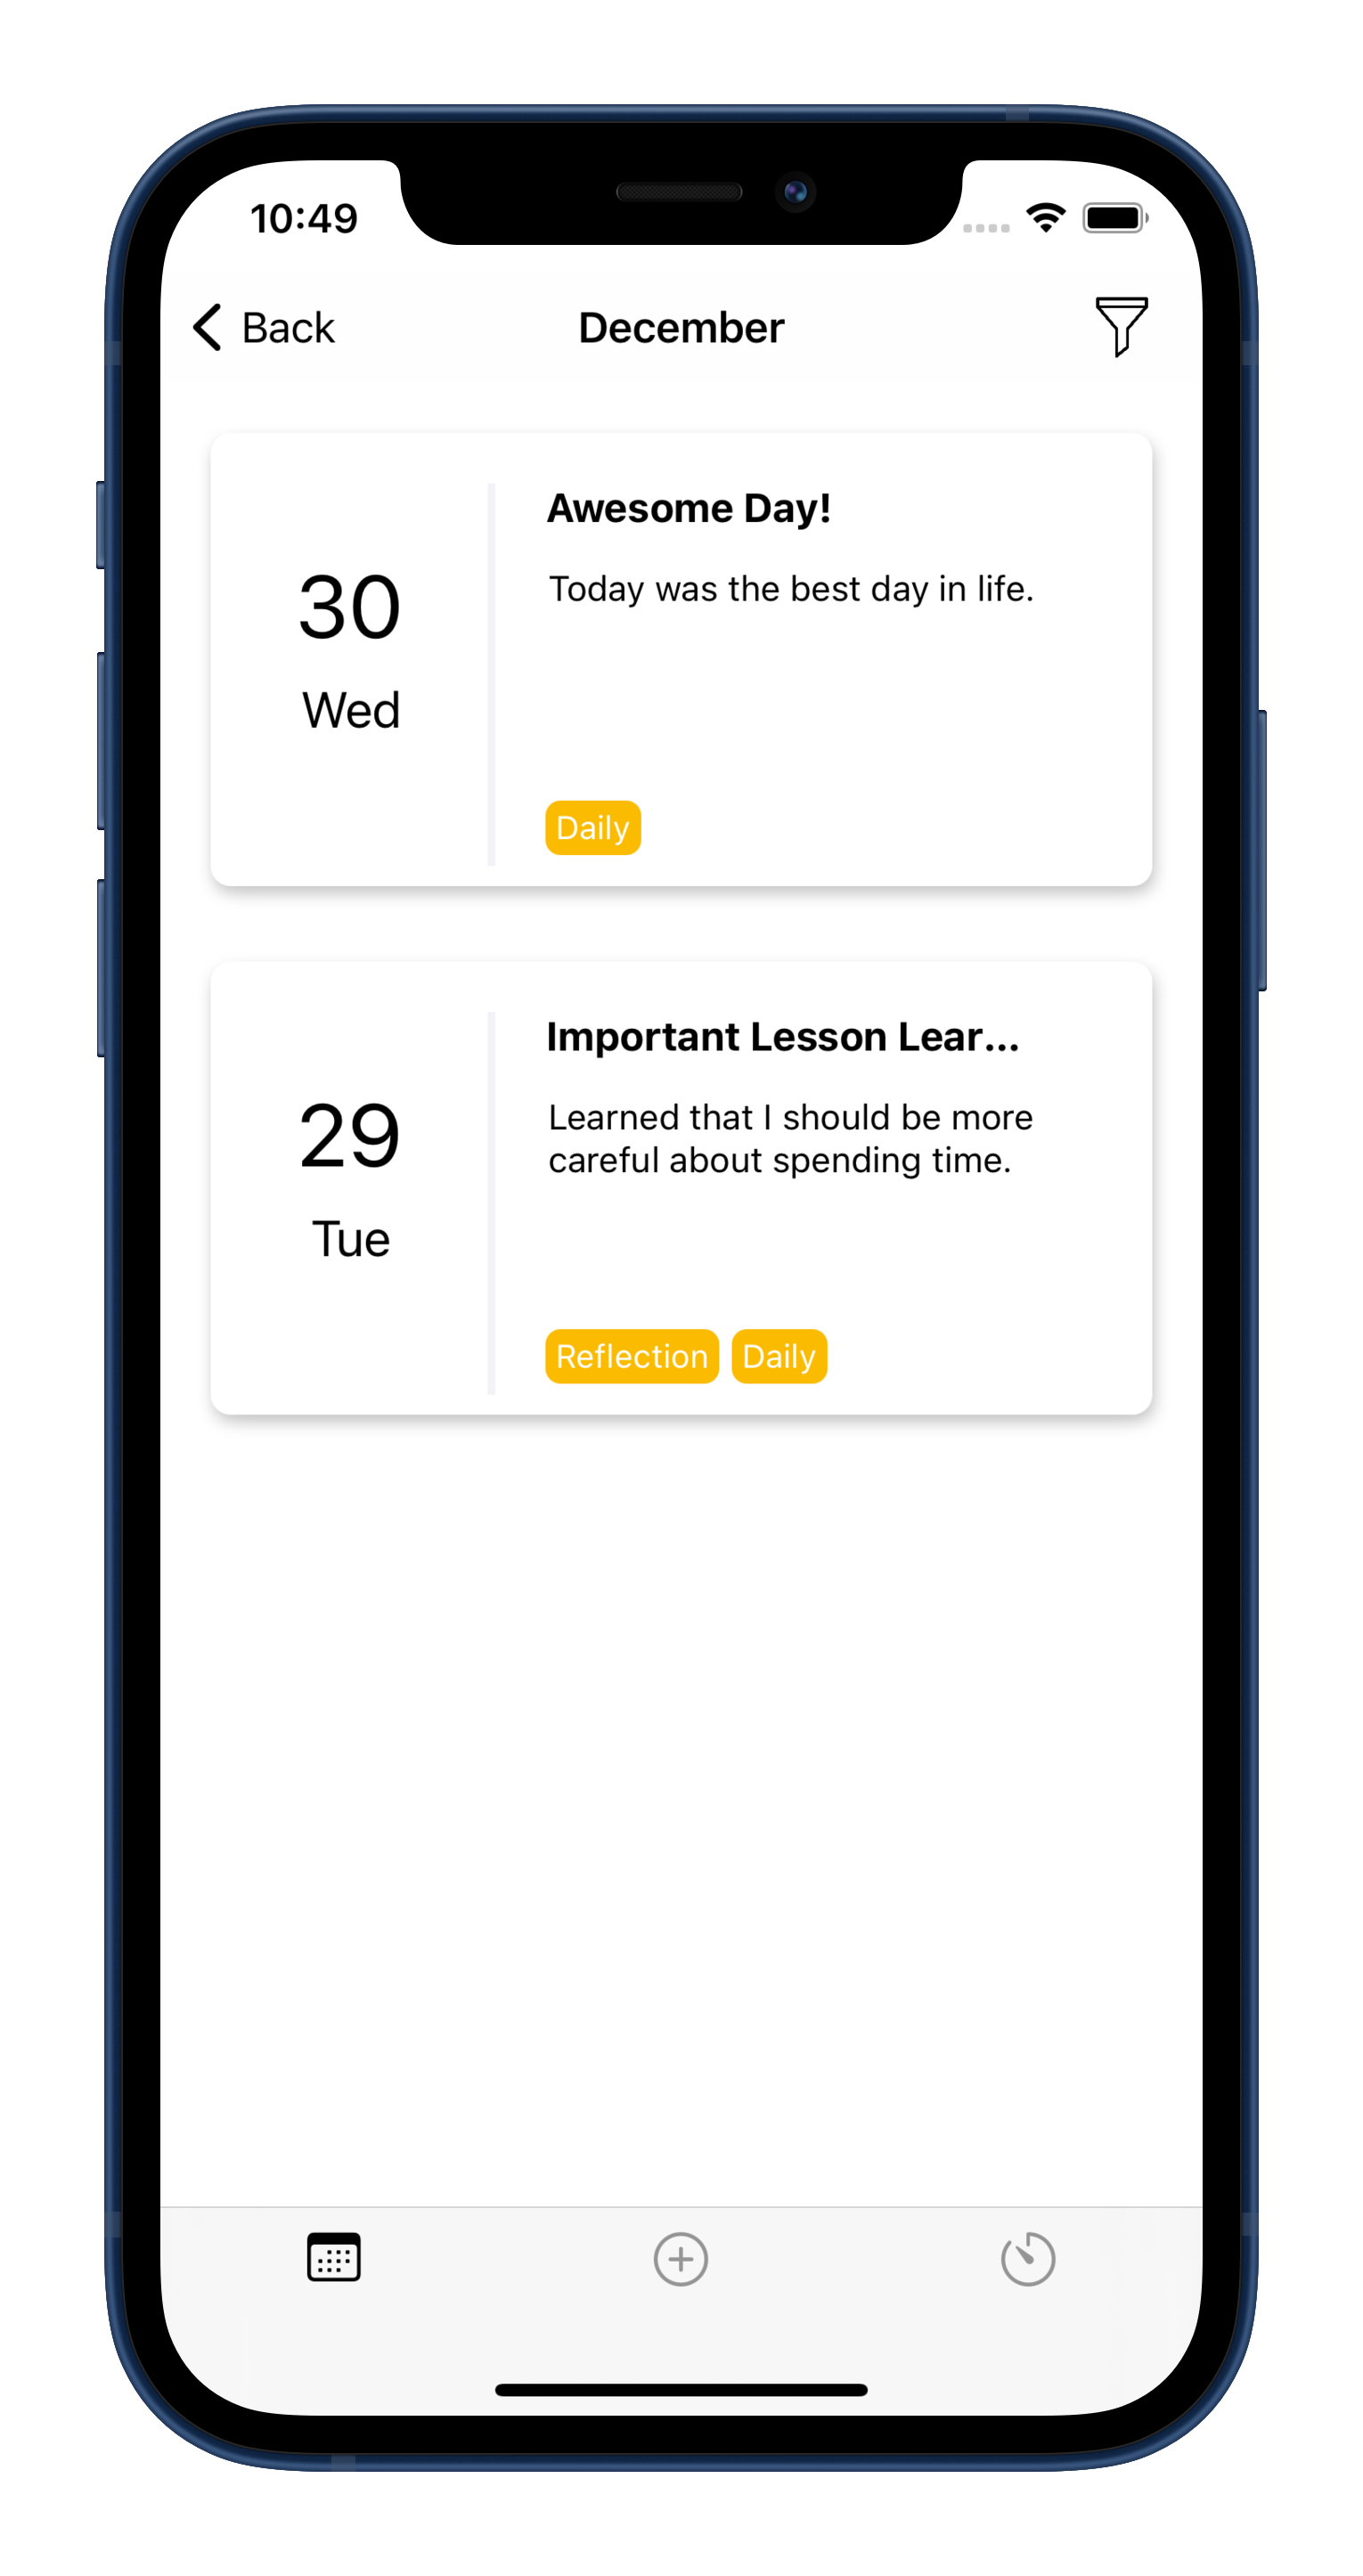 10:49
Back
December
Awesome Day!
Today was the best day in life.
30
Wed
Daily
Important Lesson Lear...
Learned that I should be more
careful about spending time.
29
Tue
Reflection
Daily